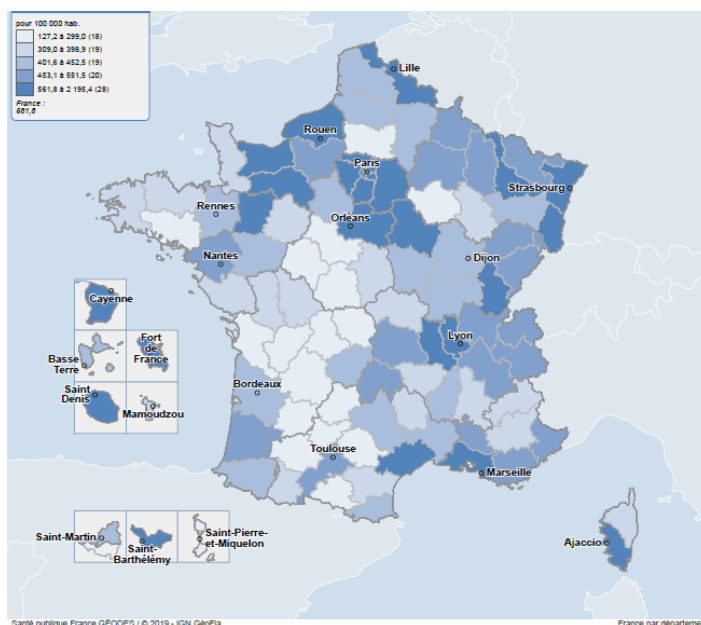 pour 100 000 hab.
127,2 à 299,0 (18)
309,0 à 398,9 (19)
401,6 à 452,5 (19)
453,1 à 551,5 (20)
561,8 à 2 195,4 (28)
France :
561,6
Lille
Rouen
Paris
Strasbourg
Rennes
Orléans
Nantes
Dijon
Cayenne
Lyon
Fort
de
France
Basse
Terre
Bordeaux
Saint
Denis
Mamoudzou
Toulouse
Marseille
Saint-Martin
Saint-
Barthélémy
Saint-Pierre-
et-Miquelon
Ajaccio
Santé publique France GÉODES / © 2019 - IGN GéoFla
France par départeme